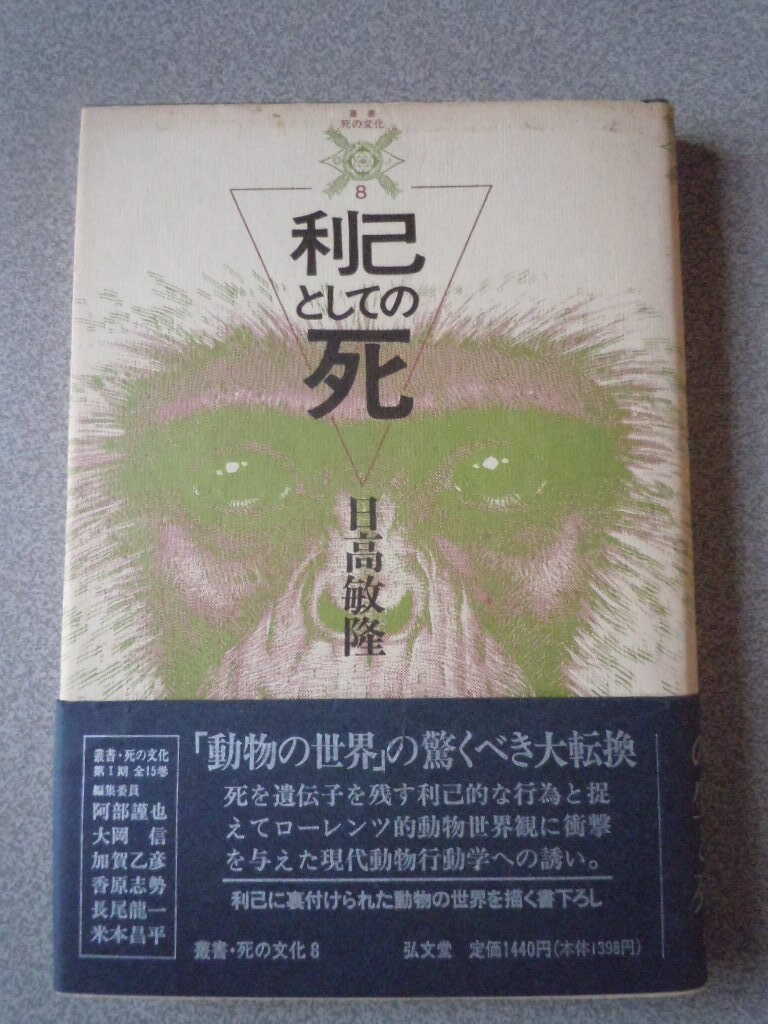 叢書
死の文化
8
利己
としての
死
日高敏隆
叢書・死の文化
第Ⅰ期 全15巻
編集委員
阿部謹也
大岡 信
加賀乙彦
香原志勢
長尾龍一
米本昌平
「動物の世界」の驚くべき大転換
死を遺伝子を残す利己的な行為と捉
えてローレンツ的動物世界観に衝撃
を与えた現代動物行動学への誘い。
利己に裏付けられた動物の世界を描く書下ろし
叢書・死の文化 8
弘文堂 定価1440円(本体1398円)